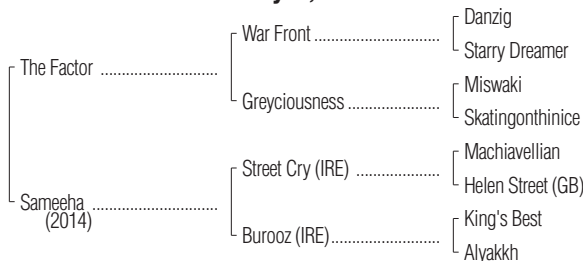 Danzig
War Front ........................................
Starry Dreamer
The Factor ......................................
Miswaki
Greyciousness ..........................
Skatingonthinice
Machiavellian
Street Cry (IRE) ...........................
Helen Street (GB)
Sameeha ........................................
(2014)
King's Best
Burooz (IRE)...................................
Alyakkh